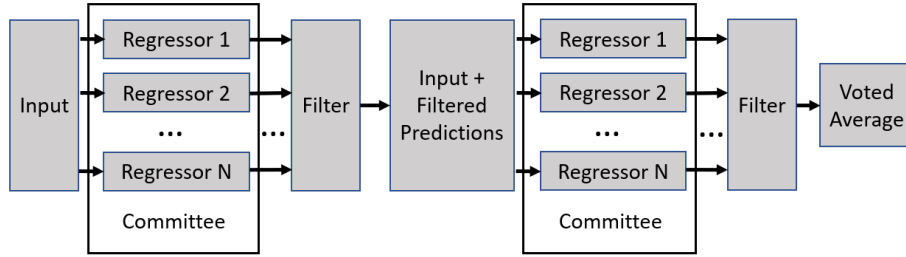 Input
Regressor 1
Regressor 2
...
Regressor N
Committee
...
Filter
Input +
Filtered
Predictions
Regressor 1
Regressor 2
...
Regressor N
Committee
...
Filter
Voted
Average